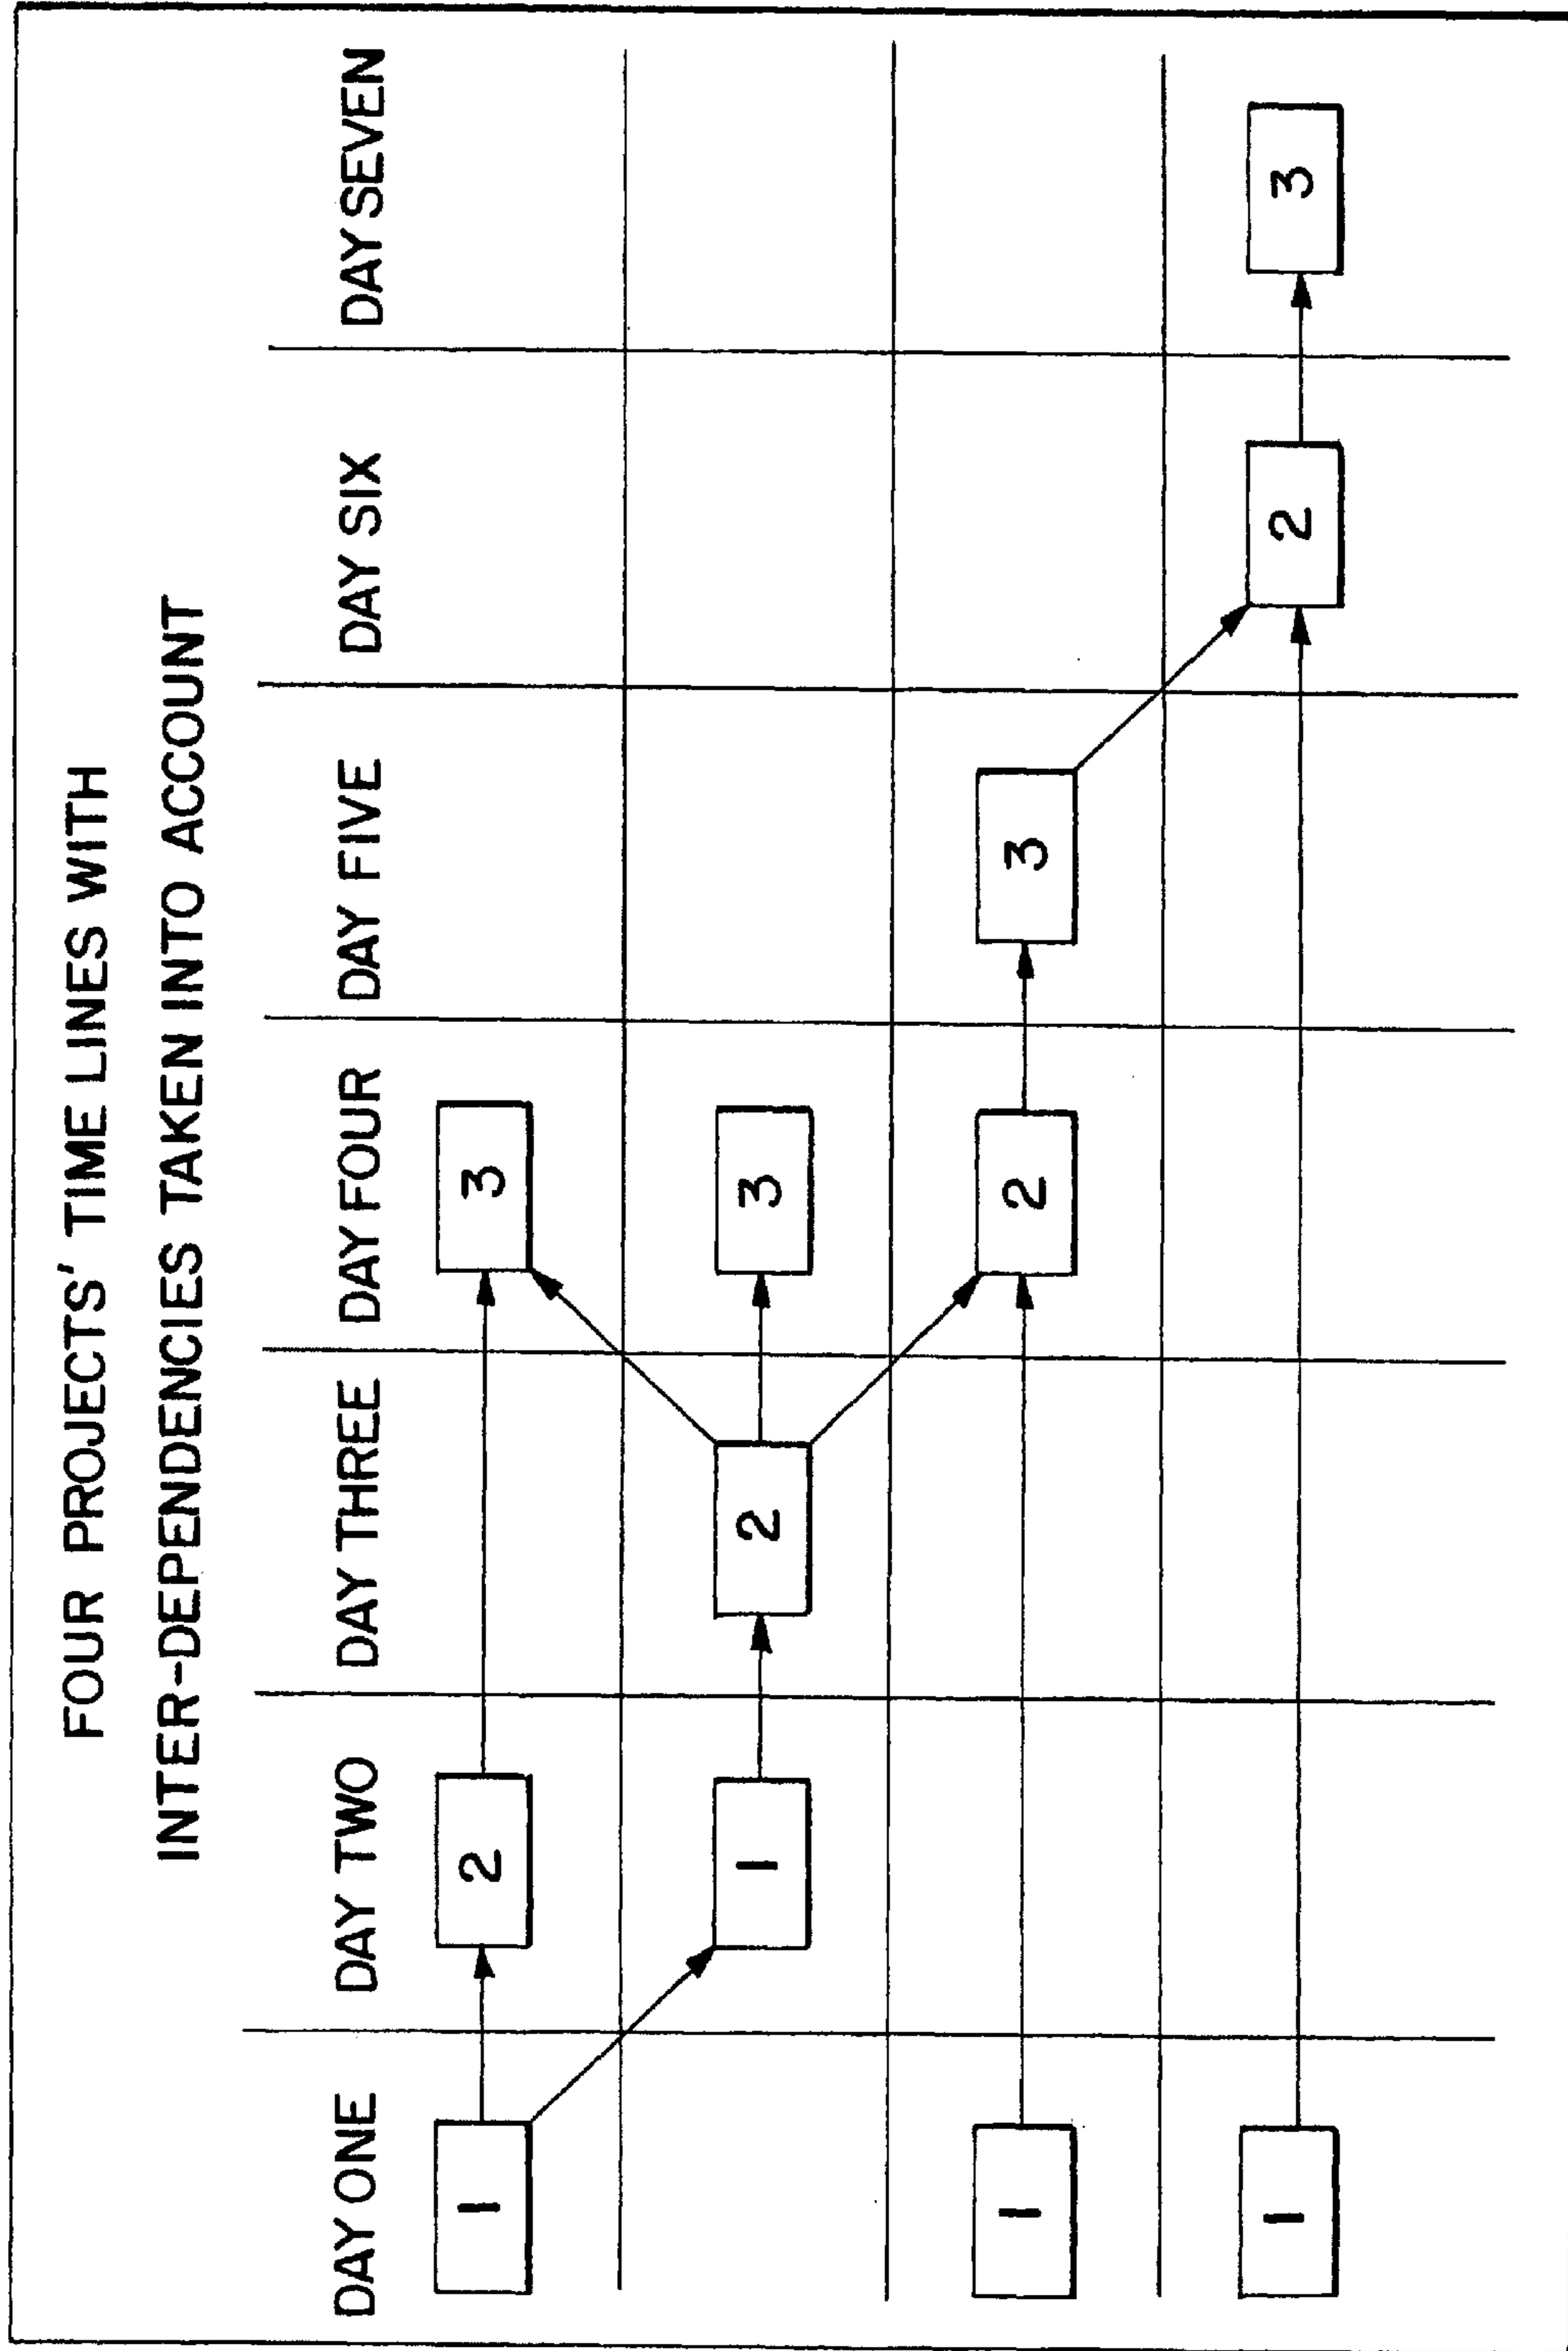 FOUR PROJECTS' TIME LINES WITH
INTER-DEPENDENCIES TAKEN INTO ACCOUNT
DAY ONE DAY TWO DAY THREE DAY FOUR DAY FIVE DAY SIX DAY SEVEN
1 2 3
1 2 3
1 2 3
1 2 3